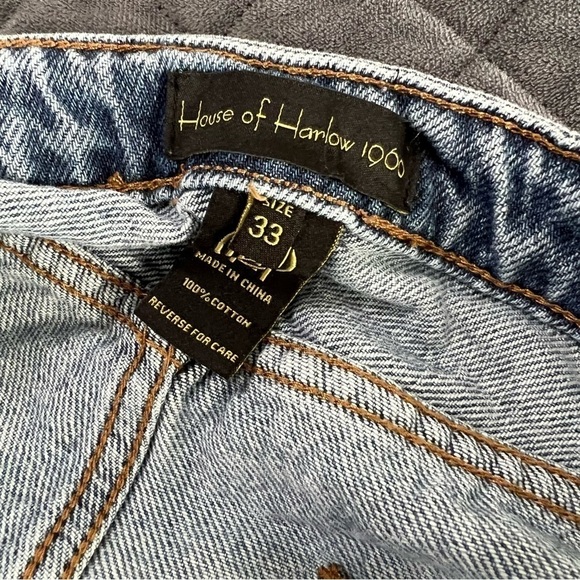 House of Harlow 1960
SIZE
33
MADE IN CHINA
100% COTTON
REVERSE FOR CARE